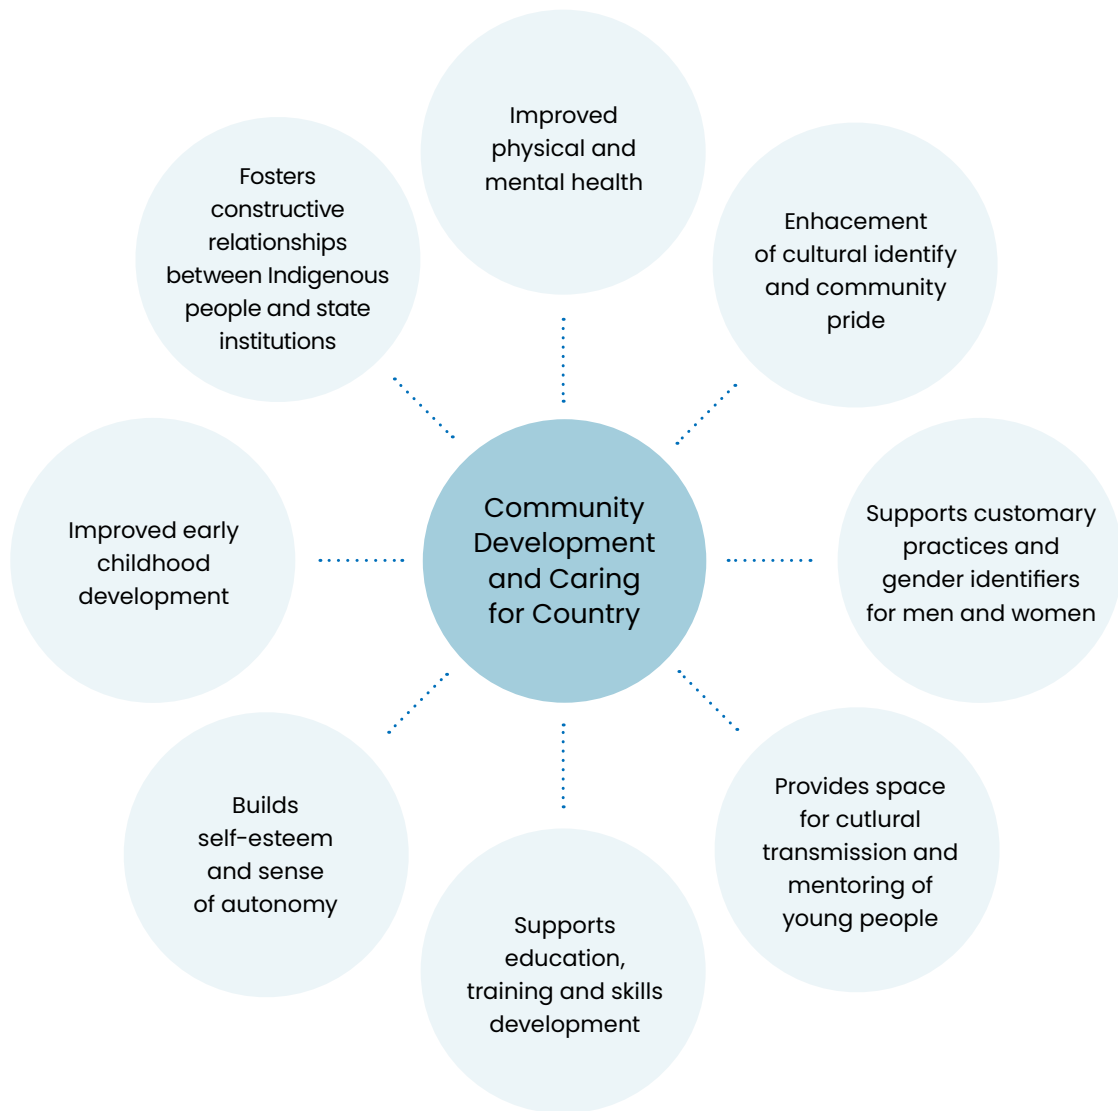 Improved
physical and
mental health
Enhacement
of cultural identify
and community
pride
Supports customary
practices and
gender identifiers
for men and women
Provides space
for cutlural
transmission and
mentoring of
young people
Supports
education,
training and skills
development
Builds
self-esteem
and sense
of autonomy
Improved early
childhood
development
Fosters
constructive
relationships
between Indigenous
people and state
institutions
Community
Development
and Caring
for Country